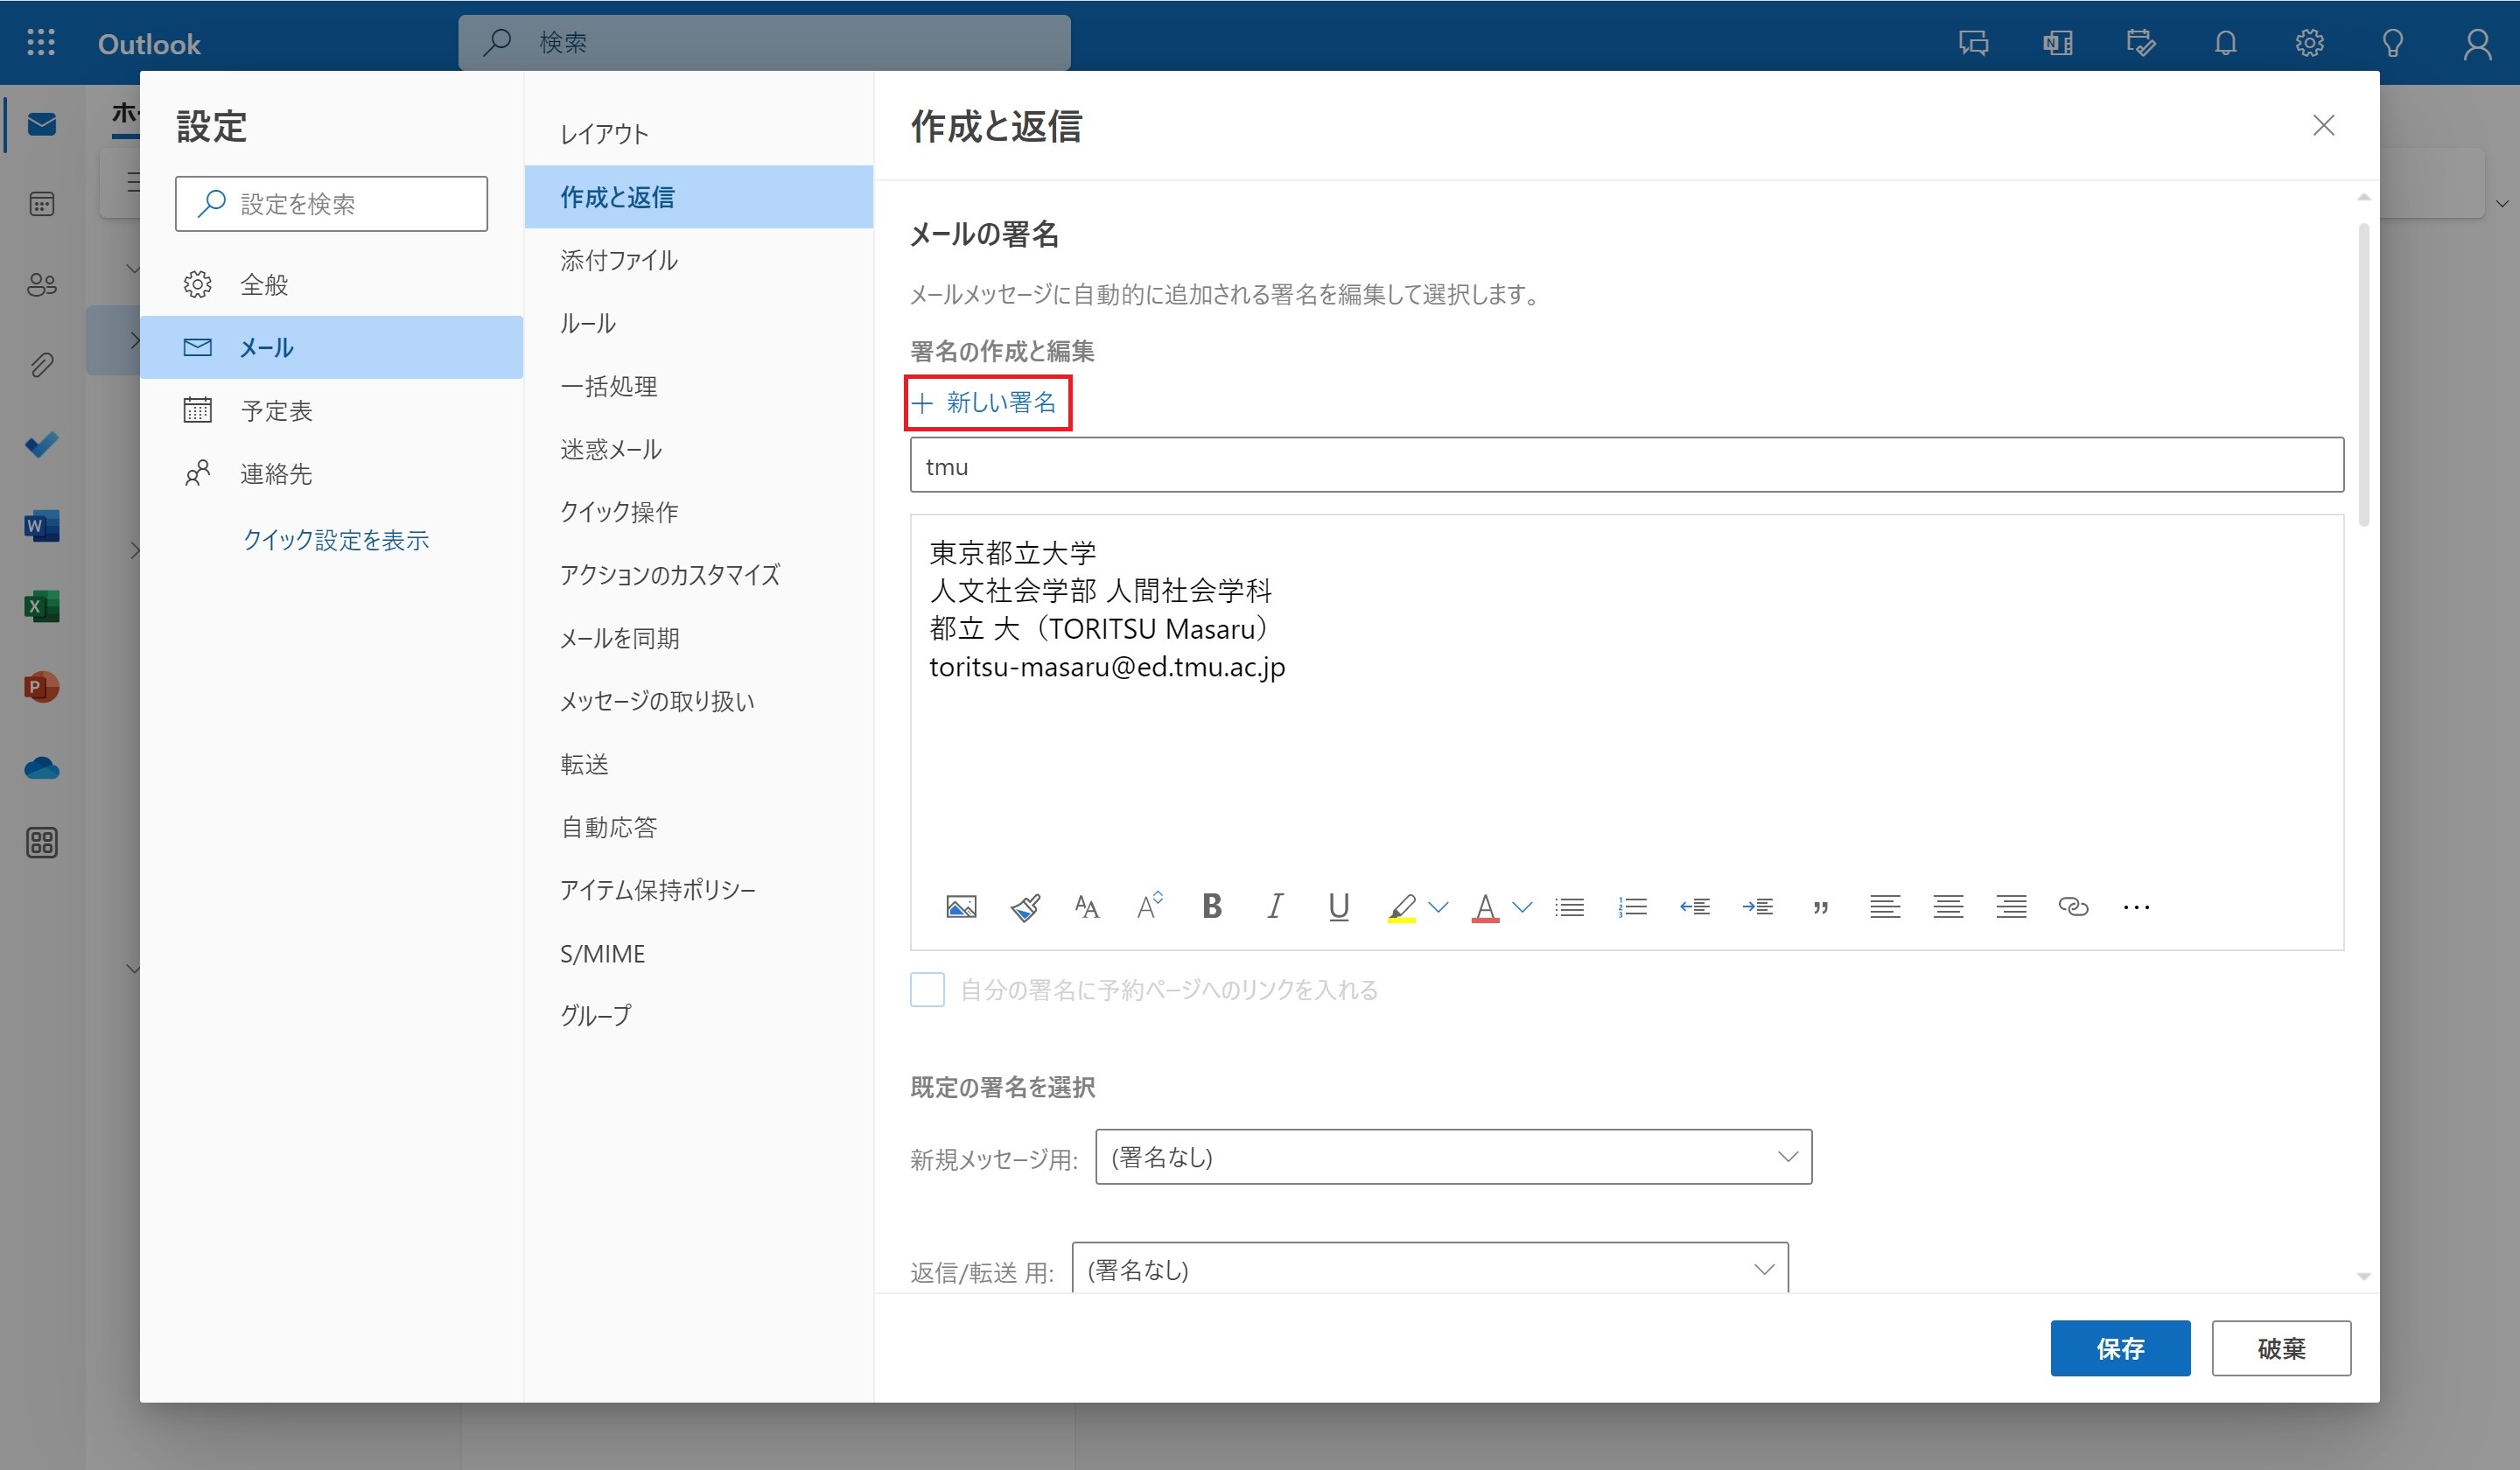 Outlook
検索
ホー
設定
設定を検索
全般
メール
予定表
連絡先
クイック設定を表示
レイアウト
作成と返信
添付ファイル
ルール
一括処理
迷惑メール
クイック操作
アクションのカスタマイズ
メールを同期
メッセージの取り扱い
転送
自動応答
アイテム保持ポリシー
S/MIME
グループ
作成と返信
メールの署名
メールメッセージに自動的に追加される署名を編集して選択します。
署名の作成と編集
新しい署名
tmu
東京都立大学
人文社会学部 人間社会学科
都立 大（TORITSU Masaru）
toritsu-masaru@ed.tmu.ac.jp
自分の署名に予約ページへのリンクを入れる
既定の署名を選択
新規メッセージ用: (署名なし)
返信/転送 用: (署名なし)
保存
破棄